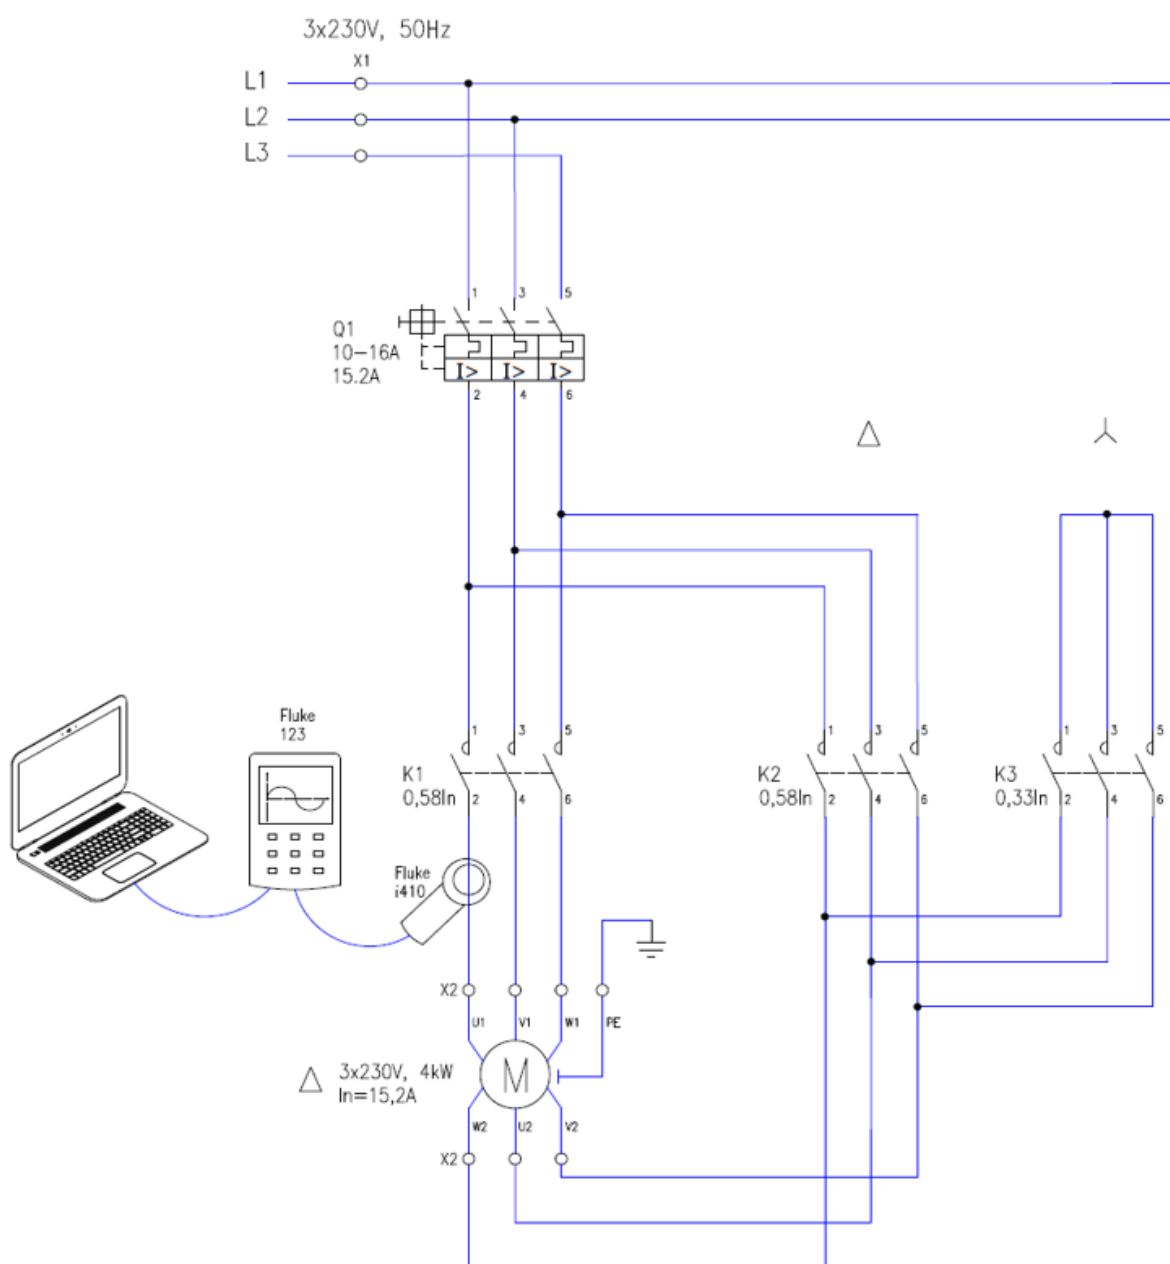 3x230V, 50Hz
X1
L1
L2
L3
1 3 5
Q1
10-16A
15.2A
I> I> I>
2 4 6
Fluke
123
1 3 5
K1
0,58In
2 4 6
1 3 5
K2
0,58In
2 4 6
1 3 5
K3
0,33In
2 4 6
Fluke
i410
X2
U1 V1 W1 PE
3x230V, 4kW
In=15,2A
M
W2 U2 V2
X2